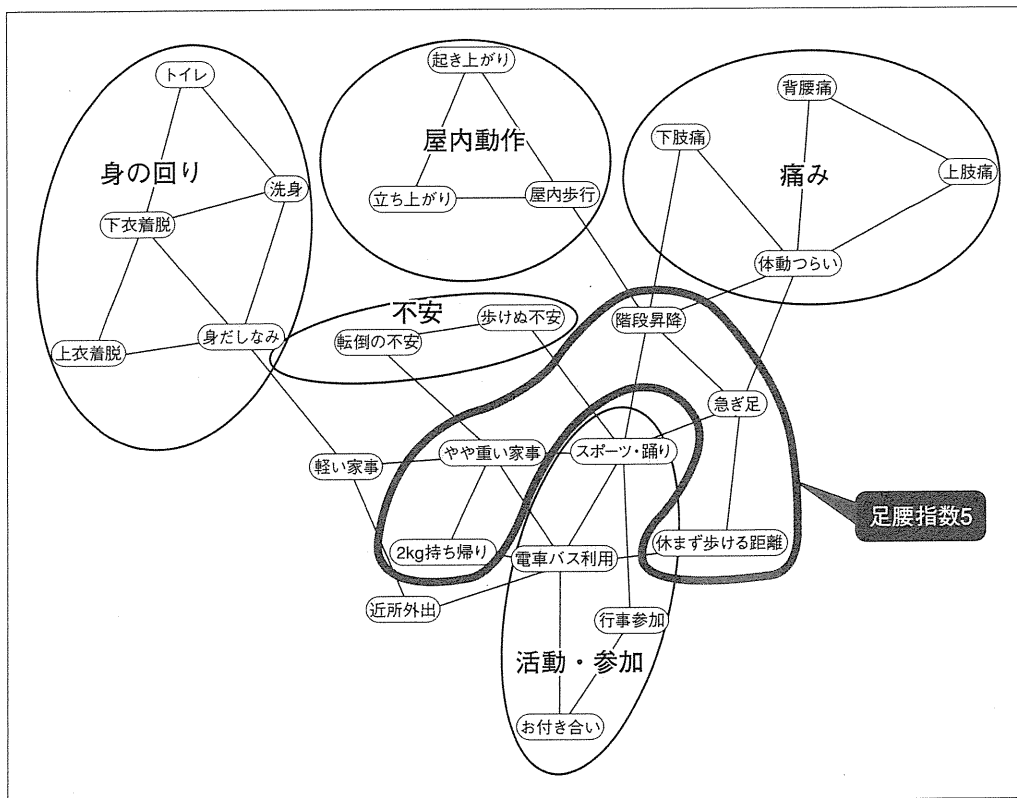 起き上がり
トイレ
背腰痛
屋内動作
下肢痛
身の回り
痛み
上肢痛
洗身
立ち上がり
屋内歩行
下衣着脱
体動つらい
不安
歩けぬ不安
階段昇降
転倒の不安
身だしなみ
上衣着脱
急ぎ足
やや重い家事
スポーツ・踊り
軽い家事
足腰指数5
2kg持ち帰り
電車バス利用
休まず歩ける距離
近所外出
行事参加
活動・参加
お付き合い